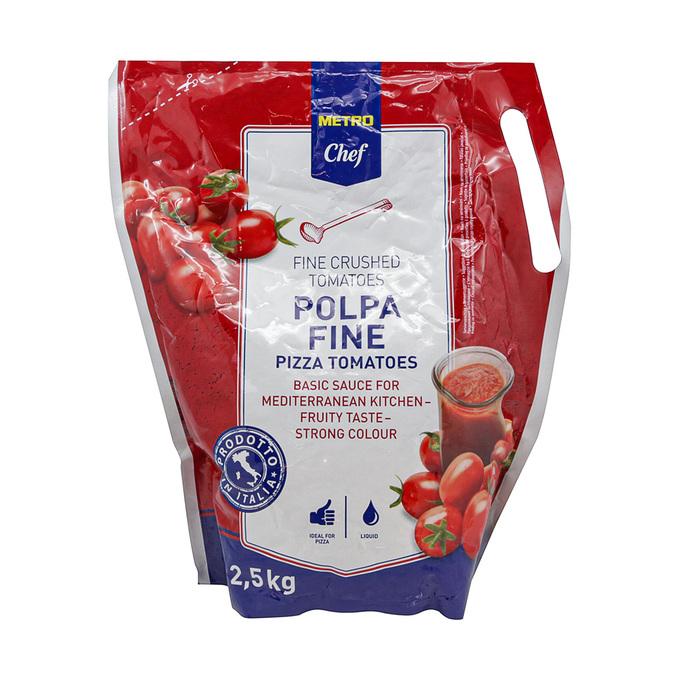 METRO
Chef
FINE CRUSHED
TOMATOES
POLPA
FINE
PIZZA TOMATOES
BASIC SAUCE FOR
MEDITERRANEAN KITCHEN–
FRUITY TASTE–
STRONG COLOUR
PRODOTTO
IN ITALIA
IDEAL FOR
PIZZA
LIQUID
2,5kg